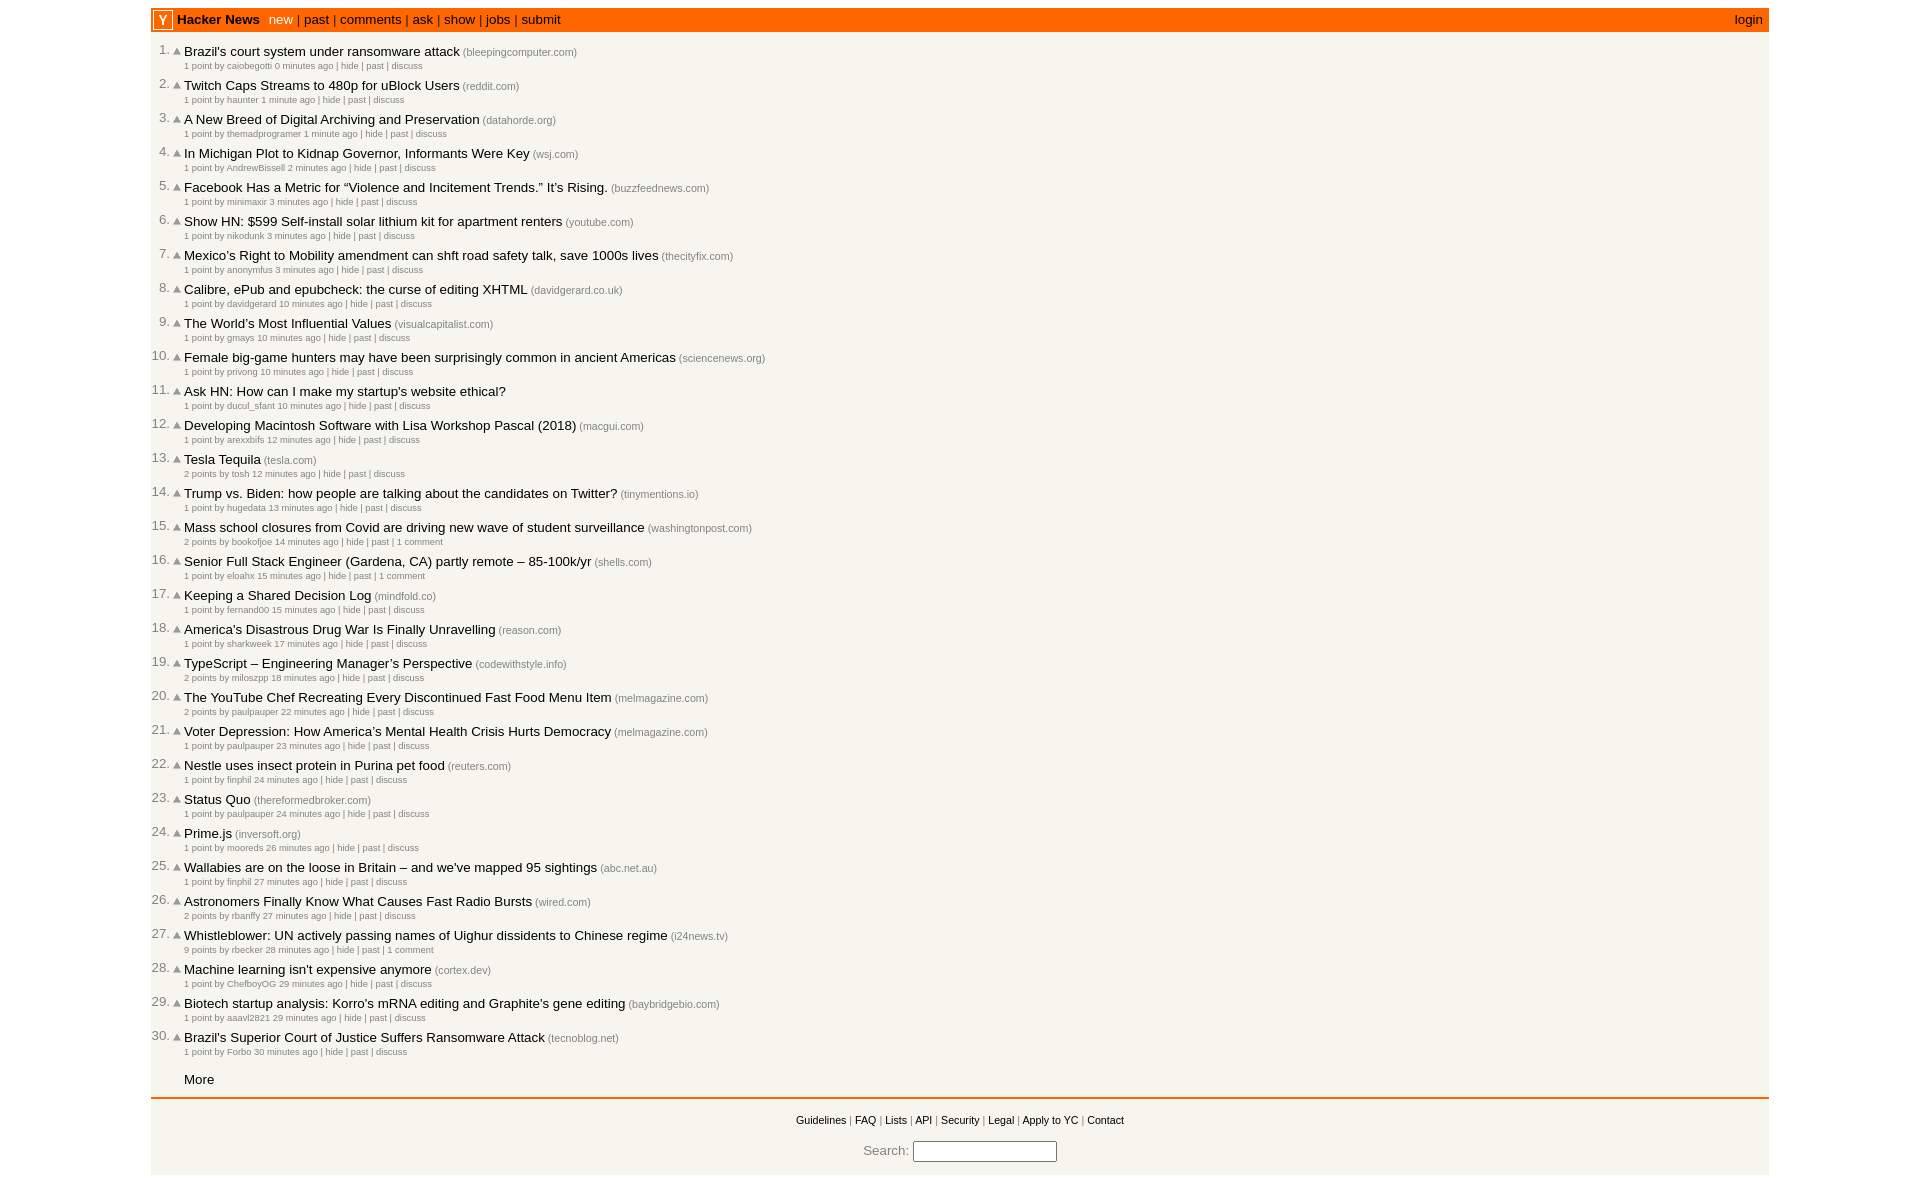 Y Hacker News new | past | comments | ask | show | jobs | submit login
1. Brazil's court system under ransomware attack (bleepingcomputer.com)
1 point by caiobegotti 0 minutes ago | hide | past | discuss
2. Twitch Caps Streams to 480p for uBlock Users (reddit.com)
1 point by haunter 1 minute ago | hide | past | discuss
3. A New Breed of Digital Archiving and Preservation (datahorde.org)
1 point by themadprogramer 1 minute ago | hide | past | discuss
4. In Michigan Plot to Kidnap Governor, Informants Were Key (wsj.com)
1 point by AndrewBissell 2 minutes ago | hide | past | discuss
5. Facebook Has a Metric for “Violence and Incitement Trends.” It’s Rising. (buzzfeednews.com)
1 point by minimaxir 3 minutes ago | hide | past | discuss
6. Show HN: $599 Self-install solar lithium kit for apartment renters (youtube.com)
1 point by nikodunk 3 minutes ago | hide | past | discuss
7. Mexico’s Right to Mobility amendment can shft road safety talk, save 1000s lives (thecityfix.com)
1 point by anonymfus 3 minutes ago | hide | past | discuss
8. Calibre, ePub and epubcheck: the curse of editing XHTML (davidgerard.co.uk)
1 point by davidgerard 10 minutes ago | hide | past | discuss
9. The World’s Most Influential Values (visualcapitalist.com)
1 point by gmays 10 minutes ago | hide | past | discuss
10. Female big-game hunters may have been surprisingly common in ancient Americas (sciencenews.org)
1 point by privong 10 minutes ago | hide | past | discuss
11. Ask HN: How can I make my startup's website ethical?
1 point by ducul_sfant 10 minutes ago | hide | past | discuss
12. Developing Macintosh Software with Lisa Workshop Pascal (2018) (macgui.com)
1 point by arexxbifs 12 minutes ago | hide | past | discuss
13. Tesla Tequila (tesla.com)
2 points by tosh 12 minutes ago | hide | past | discuss
14. Trump vs. Biden: how people are talking about the candidates on Twitter? (tinymentions.io)
1 point by hugedata 13 minutes ago | hide | past | discuss
15. Mass school closures from Covid are driving new wave of student surveillance (washingtonpost.com)
2 points by bookofjoe 14 minutes ago | hide | past | 1 comment
16. Senior Full Stack Engineer (Gardena, CA) partly remote – 85-100k/yr (shells.com)
1 point by eloahx 15 minutes ago | hide | past | 1 comment
17. Keeping a Shared Decision Log (mindfold.co)
1 point by fernand00 15 minutes ago | hide | past | discuss
18. America's Disastrous Drug War Is Finally Unravelling (reason.com)
1 point by sharkweek 17 minutes ago | hide | past | discuss
19. TypeScript – Engineering Manager’s Perspective (codewithstyle.info)
2 points by miloszpp 18 minutes ago | hide | past | discuss
20. The YouTube Chef Recreating Every Discontinued Fast Food Menu Item (melmagazine.com)
2 points by paulpauper 22 minutes ago | hide | past | discuss
21. Voter Depression: How America’s Mental Health Crisis Hurts Democracy (melmagazine.com)
1 point by paulpauper 23 minutes ago | hide | past | discuss
22. Nestle uses insect protein in Purina pet food (reuters.com)
1 point by finphil 24 minutes ago | hide | past | discuss
23. Status Quo (thereformedbroker.com)
1 point by paulpauper 24 minutes ago | hide | past | discuss
24. Prime.js (inversoft.org)
1 point by mooreds 26 minutes ago | hide | past | discuss
25. Wallabies are on the loose in Britain – and we've mapped 95 sightings (abc.net.au)
1 point by finphil 27 minutes ago | hide | past | discuss
26. Astronomers Finally Know What Causes Fast Radio Bursts (wired.com)
2 points by rbanffy 27 minutes ago | hide | past | discuss
27. Whistleblower: UN actively passing names of Uighur dissidents to Chinese regime (i24news.tv)
9 points by rbecker 28 minutes ago | hide | past | 1 comment
28. Machine learning isn't expensive anymore (cortex.dev)
1 point by ChefboyOG 29 minutes ago | hide | past | discuss
29. Biotech startup analysis: Korro's mRNA editing and Graphite's gene editing (baybridgebio.com)
1 point by aaavl2821 29 minutes ago | hide | past | discuss
30. Brazil's Superior Court of Justice Suffers Ransomware Attack (tecnoblog.net)
1 point by Forbo 30 minutes ago | hide | past | discuss
More
Guidelines | FAQ | Lists | API | Security | Legal | Apply to YC | Contact
Search: